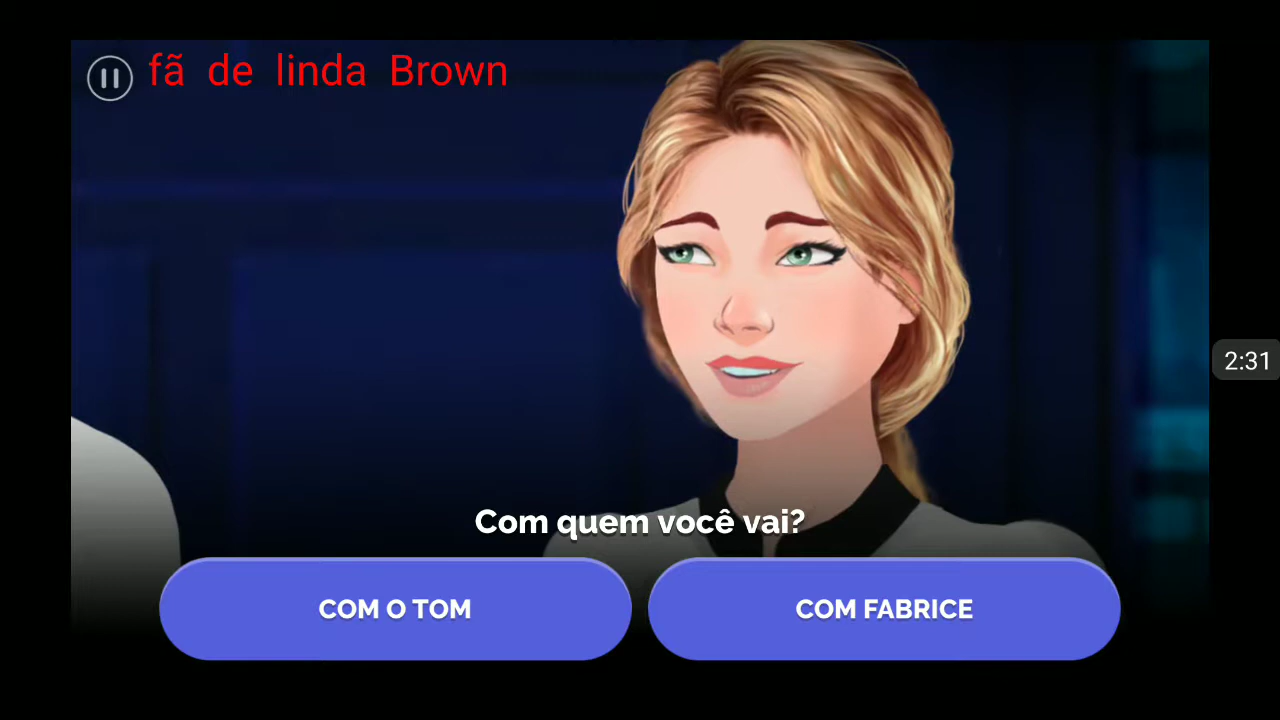 fã de linda Brown
2:31
Com quem você vai?
COM O TOM
COM FABRICE